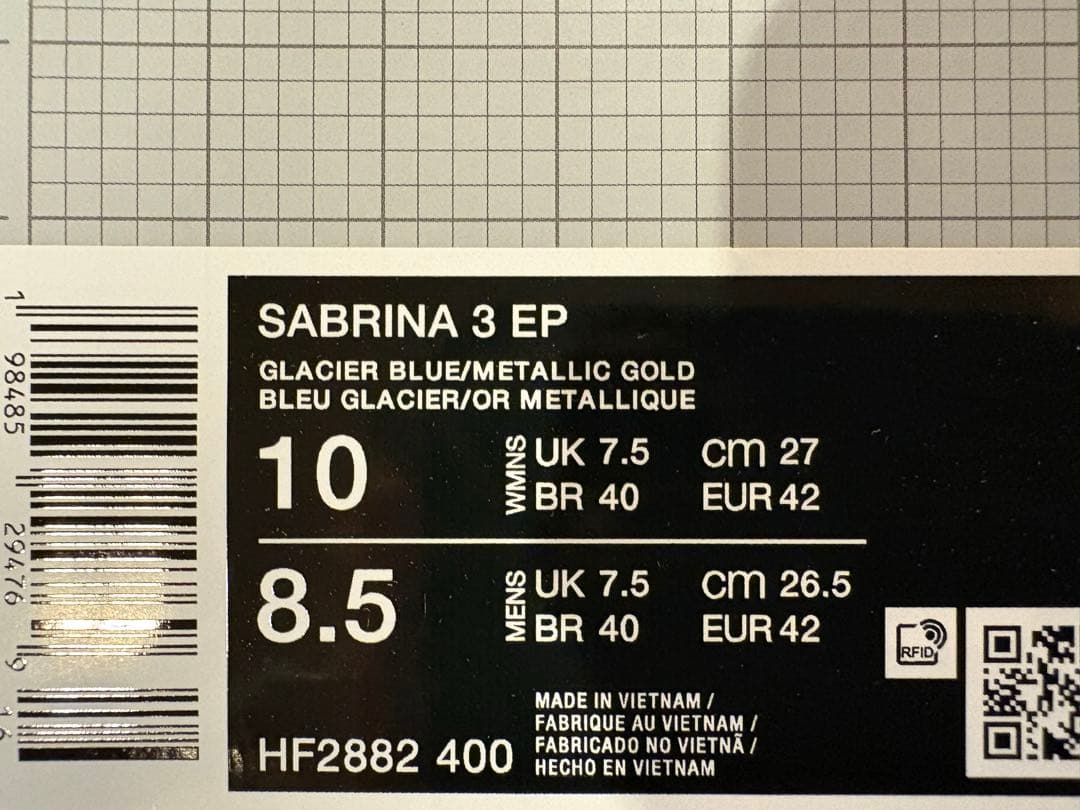 SABRINA 3 EP
GLACIER BLUE/METALLIC GOLD
BLEU GLACIER/OR METALLIQUE
10 WMNS UK 7.5 cm 27
BR 40 EUR 42
8.5 MENS UK 7.5 cm 26.5
BR 40 EUR 42
RFID
MADE IN VIETNAM /
FABRIQUE AU VIETNAM /
FABRICADO NO VIETNÃ /
HECHO EN VIETNAM
HF2882 400
1 98485 29476 9